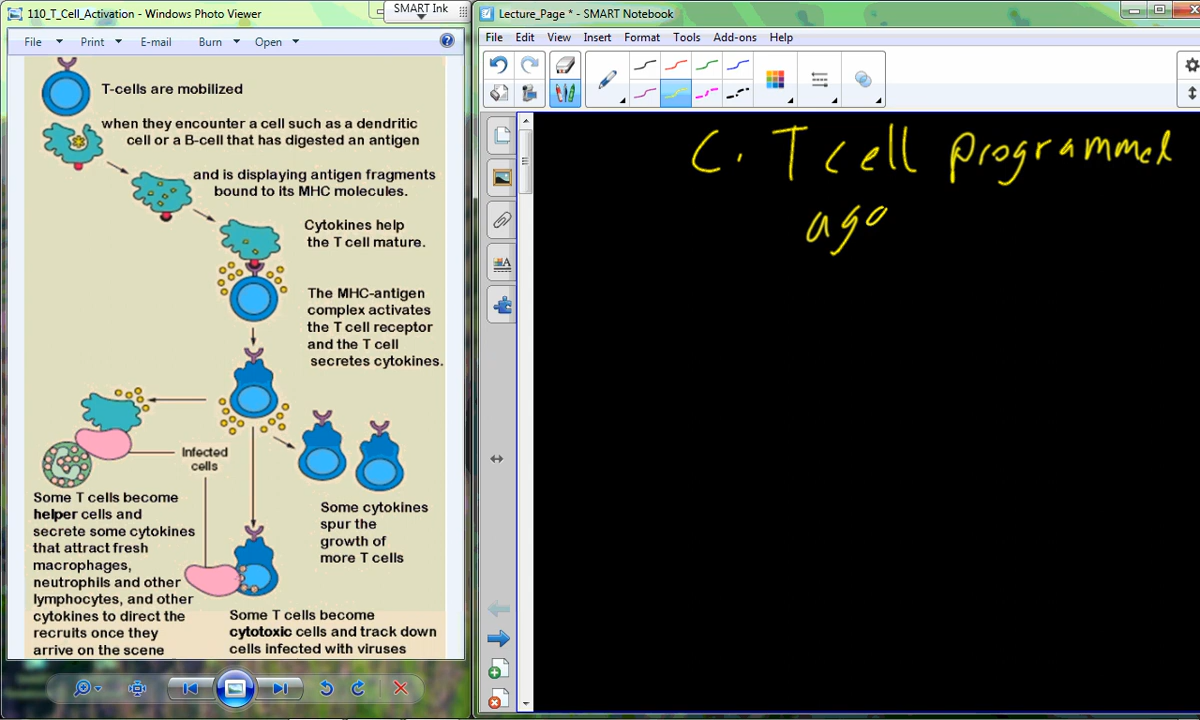 110_T_Cell_Activation - Windows Photo Viewer
SMART Ink
File Print E-mail Burn Open
T-cells are mobilized
when they encounter a cell such as a dendritic
cell or a B-cell that has digested an antigen
and is displaying antigen fragments
bound to its MHC molecules.
Cytokines help
the T cell mature.
The MHC-antigen
complex activates
the T cell receptor
and the T cell
secretes cytokines.
Infected
cells
Some T cells become
helper cells and
secrete some cytokines
that attract fresh
macrophages,
neutrophils and other
lymphocytes, and other
cytokines to direct the
recruits once they
arrive on the scene
Some cytokines
spur the
growth of
more T cells
Some T cells become
cytotoxic cells and track down
cells infected with viruses
Lecture_Page * - SMART Notebook
File Edit View Insert Format Tools Add-ons Help
C. T cell programmed
aga